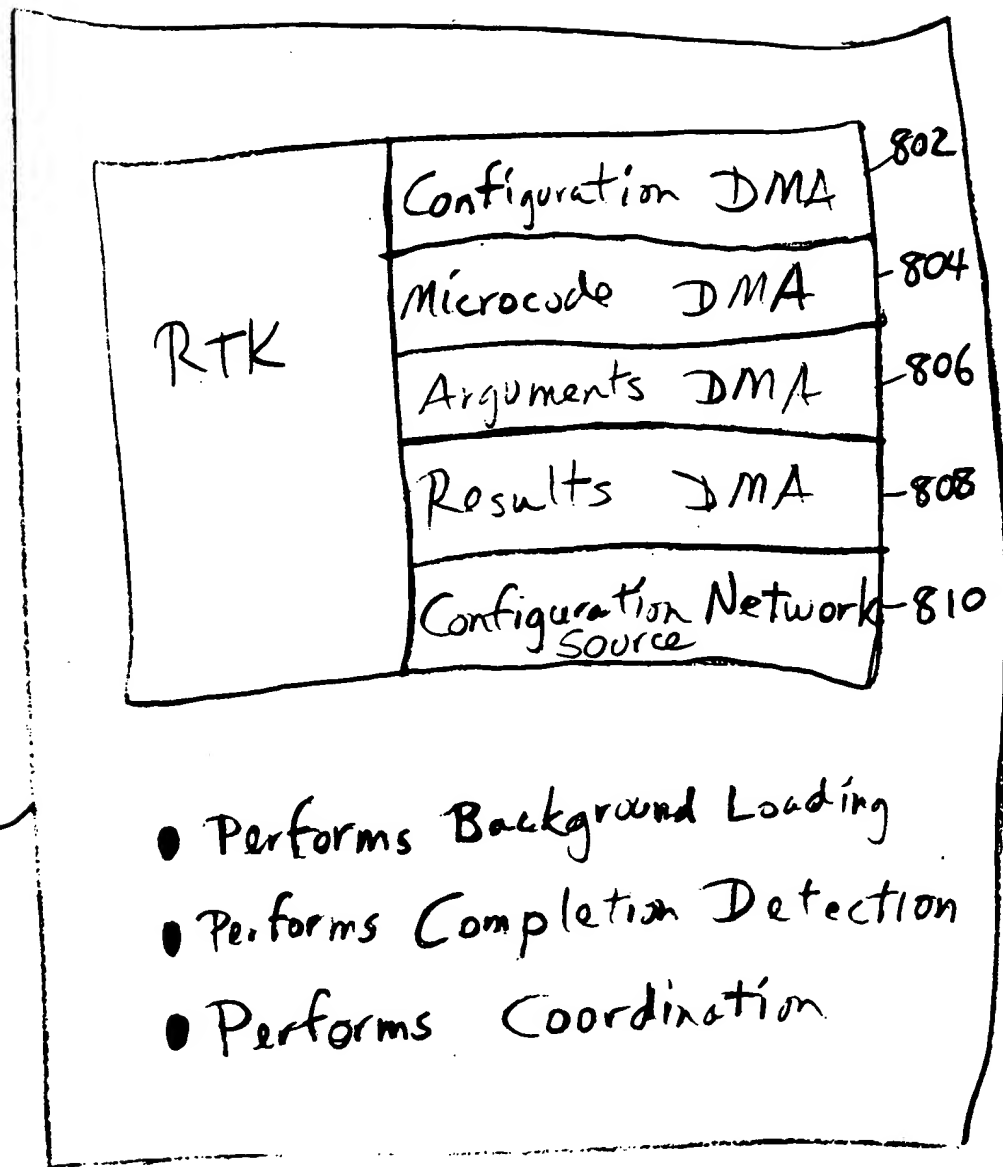 Configuration DMA 802
Microcode DMA 804
RTK
Arguments DMA 806
Results DMA 808
Configuration Network 810
Source
• Performs Background Loading
• Performs Completion Detection
• Performs Coordination